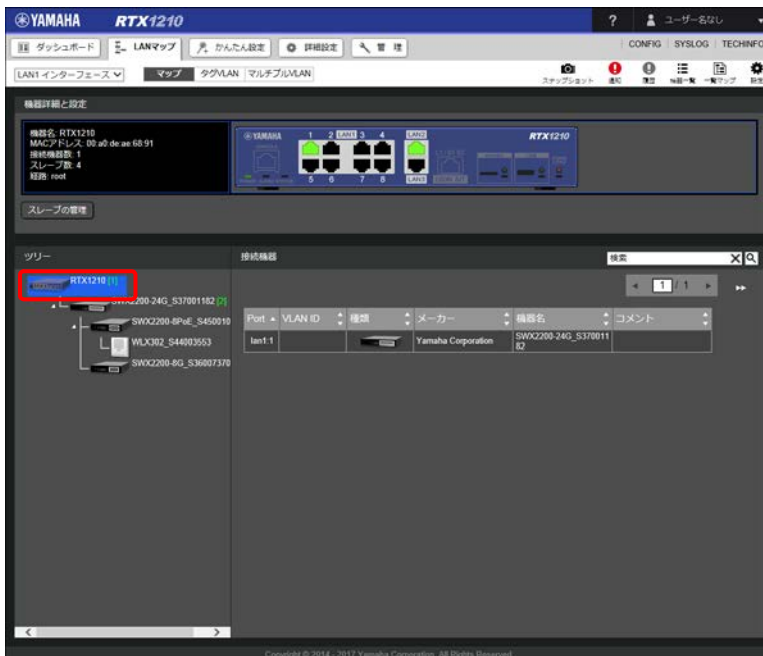 YAMAHA RTX1210 ? ユーザー名なし
ダッシュボード LANマップ かんたん設定 詳細設定 管 理 CONFIG SYSLOG TECHINFO
LAN1 インターフェース マップ タグVLAN マルチプルVLAN
スナップショット 通知 履歴 機器一覧 一覧マップ 設定
機器詳細と設定
機器名: RTX1210
MACアドレス: 00:a0:de:ae:68:91
接続機器数: 1
スレーブ数: 4
経路: root
YAMAHA 1 2 LAN1 3 4 LAN2 RTX1210
5 6 7 8 LAN3
スレーブの管理
ツリー 接続機器 検索
RTX1210 [1]
1 / 1
SWX2200-24G_S37001182 [2]
SWX2200-8PoE_S450010
WLX302_S44003553
SWX2200-8G_S36007370
Port VLAN ID 種類 メーカー 機器名 コメント
lan1:1 Yamaha Corporation SWX2200-24G_S370011
82
Copyright © 2014 - 2017 Yamaha Corporation. All Rights Reserved.